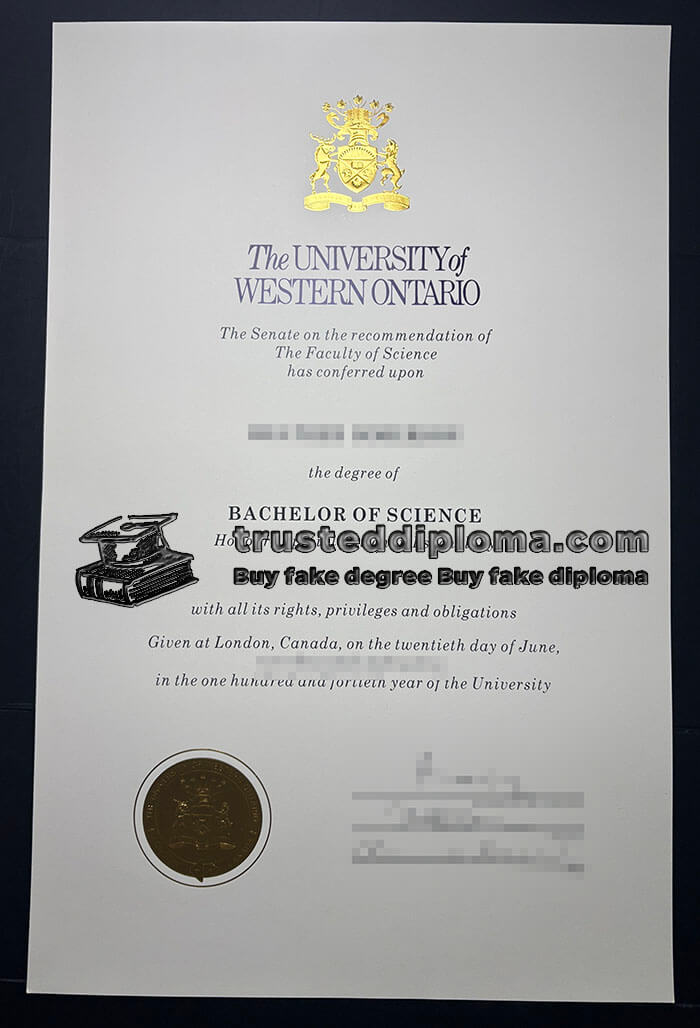 The UNIVERSITY of
WESTERN ONTARIO
The Senate on the recommendation of
The Faculty of Science
has conferred upon
the degree of
BACHELOR OF SCIENCE
trusteddiploma.com
Buy fake degree Buy fake diploma
with all its rights, privileges and obligations
Given at London, Canada, on the twentieth day of June,
in the one hundred and fortieth year of the University